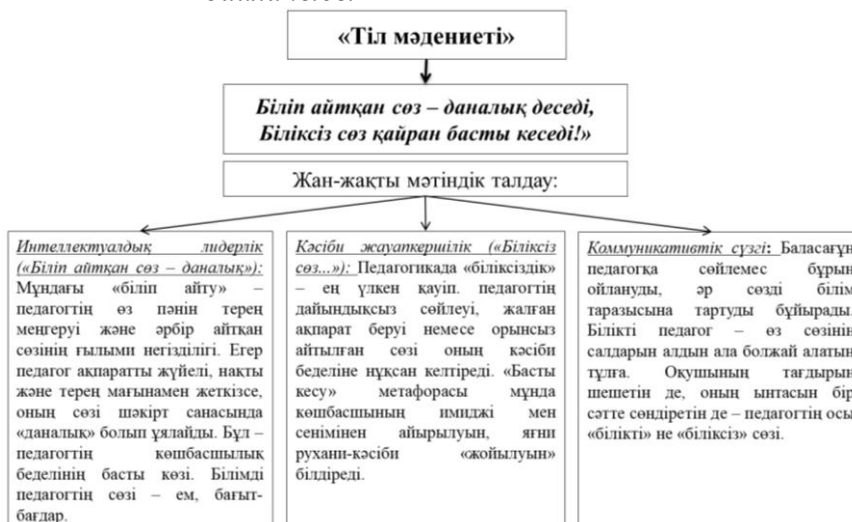 «Тіл мәдениеті»
Біліп айтқан сөз – даналық деседі,
Біліксіз сөз қайран басты кеседі!»
Жан-жақты мәтіндік талдау:
Интеллектуалдық лидерлік
(«Біліп айтқан сөз – даналық»):
Мұндағы «біліп айту» –
педагогтің өз пәнін терең
меңгеруі және әрбір айтқан
сөзінің ғылыми негізділігі. Егер
педагог ақпаратты жүйелі, нақты
және терең мағынамен жеткізсе,
оның сөзі шәкірт санасында
«даналық» болып ұялайды. Бұл –
педагогтің көшбасшылық
беделінің басты көзі. Білімді
педагогтің сөзі – ем, бағыт-
бағдар.
Кәсіби жауапкершілік («Біліксіз
сөз...»): Педагогикада «біліксіздік»
– ең үлкен қауіп. педагогтің
дайындықсыз сөйлеуі, жалған
ақпарат беруі немесе орынсыз
айтылған сөзі оның кәсіби
беделіне нұқсан келтіреді. «Басты
кесу» метафорасы мұнда
көшбасшының имиджі мен
сенімінен айырылуын, яғни
рухани-кәсіби «жойылуын»
білдіреді.
Коммуникативтік сүзгі: Баласағұн
педагогқа сөйлемес бұрын
ойлануды, әр сөзді білім
таразысына тартуды бұйырады.
Білікті педагог – өз сөзінің
салдарын алдын ала болжай алатын
тұлға. Оқушының тағдырын
шешетін де, оның ынтасын бір
сәтте сөндіретін де – педагогтің осы
«білікті» не «біліксіз» сөзі.